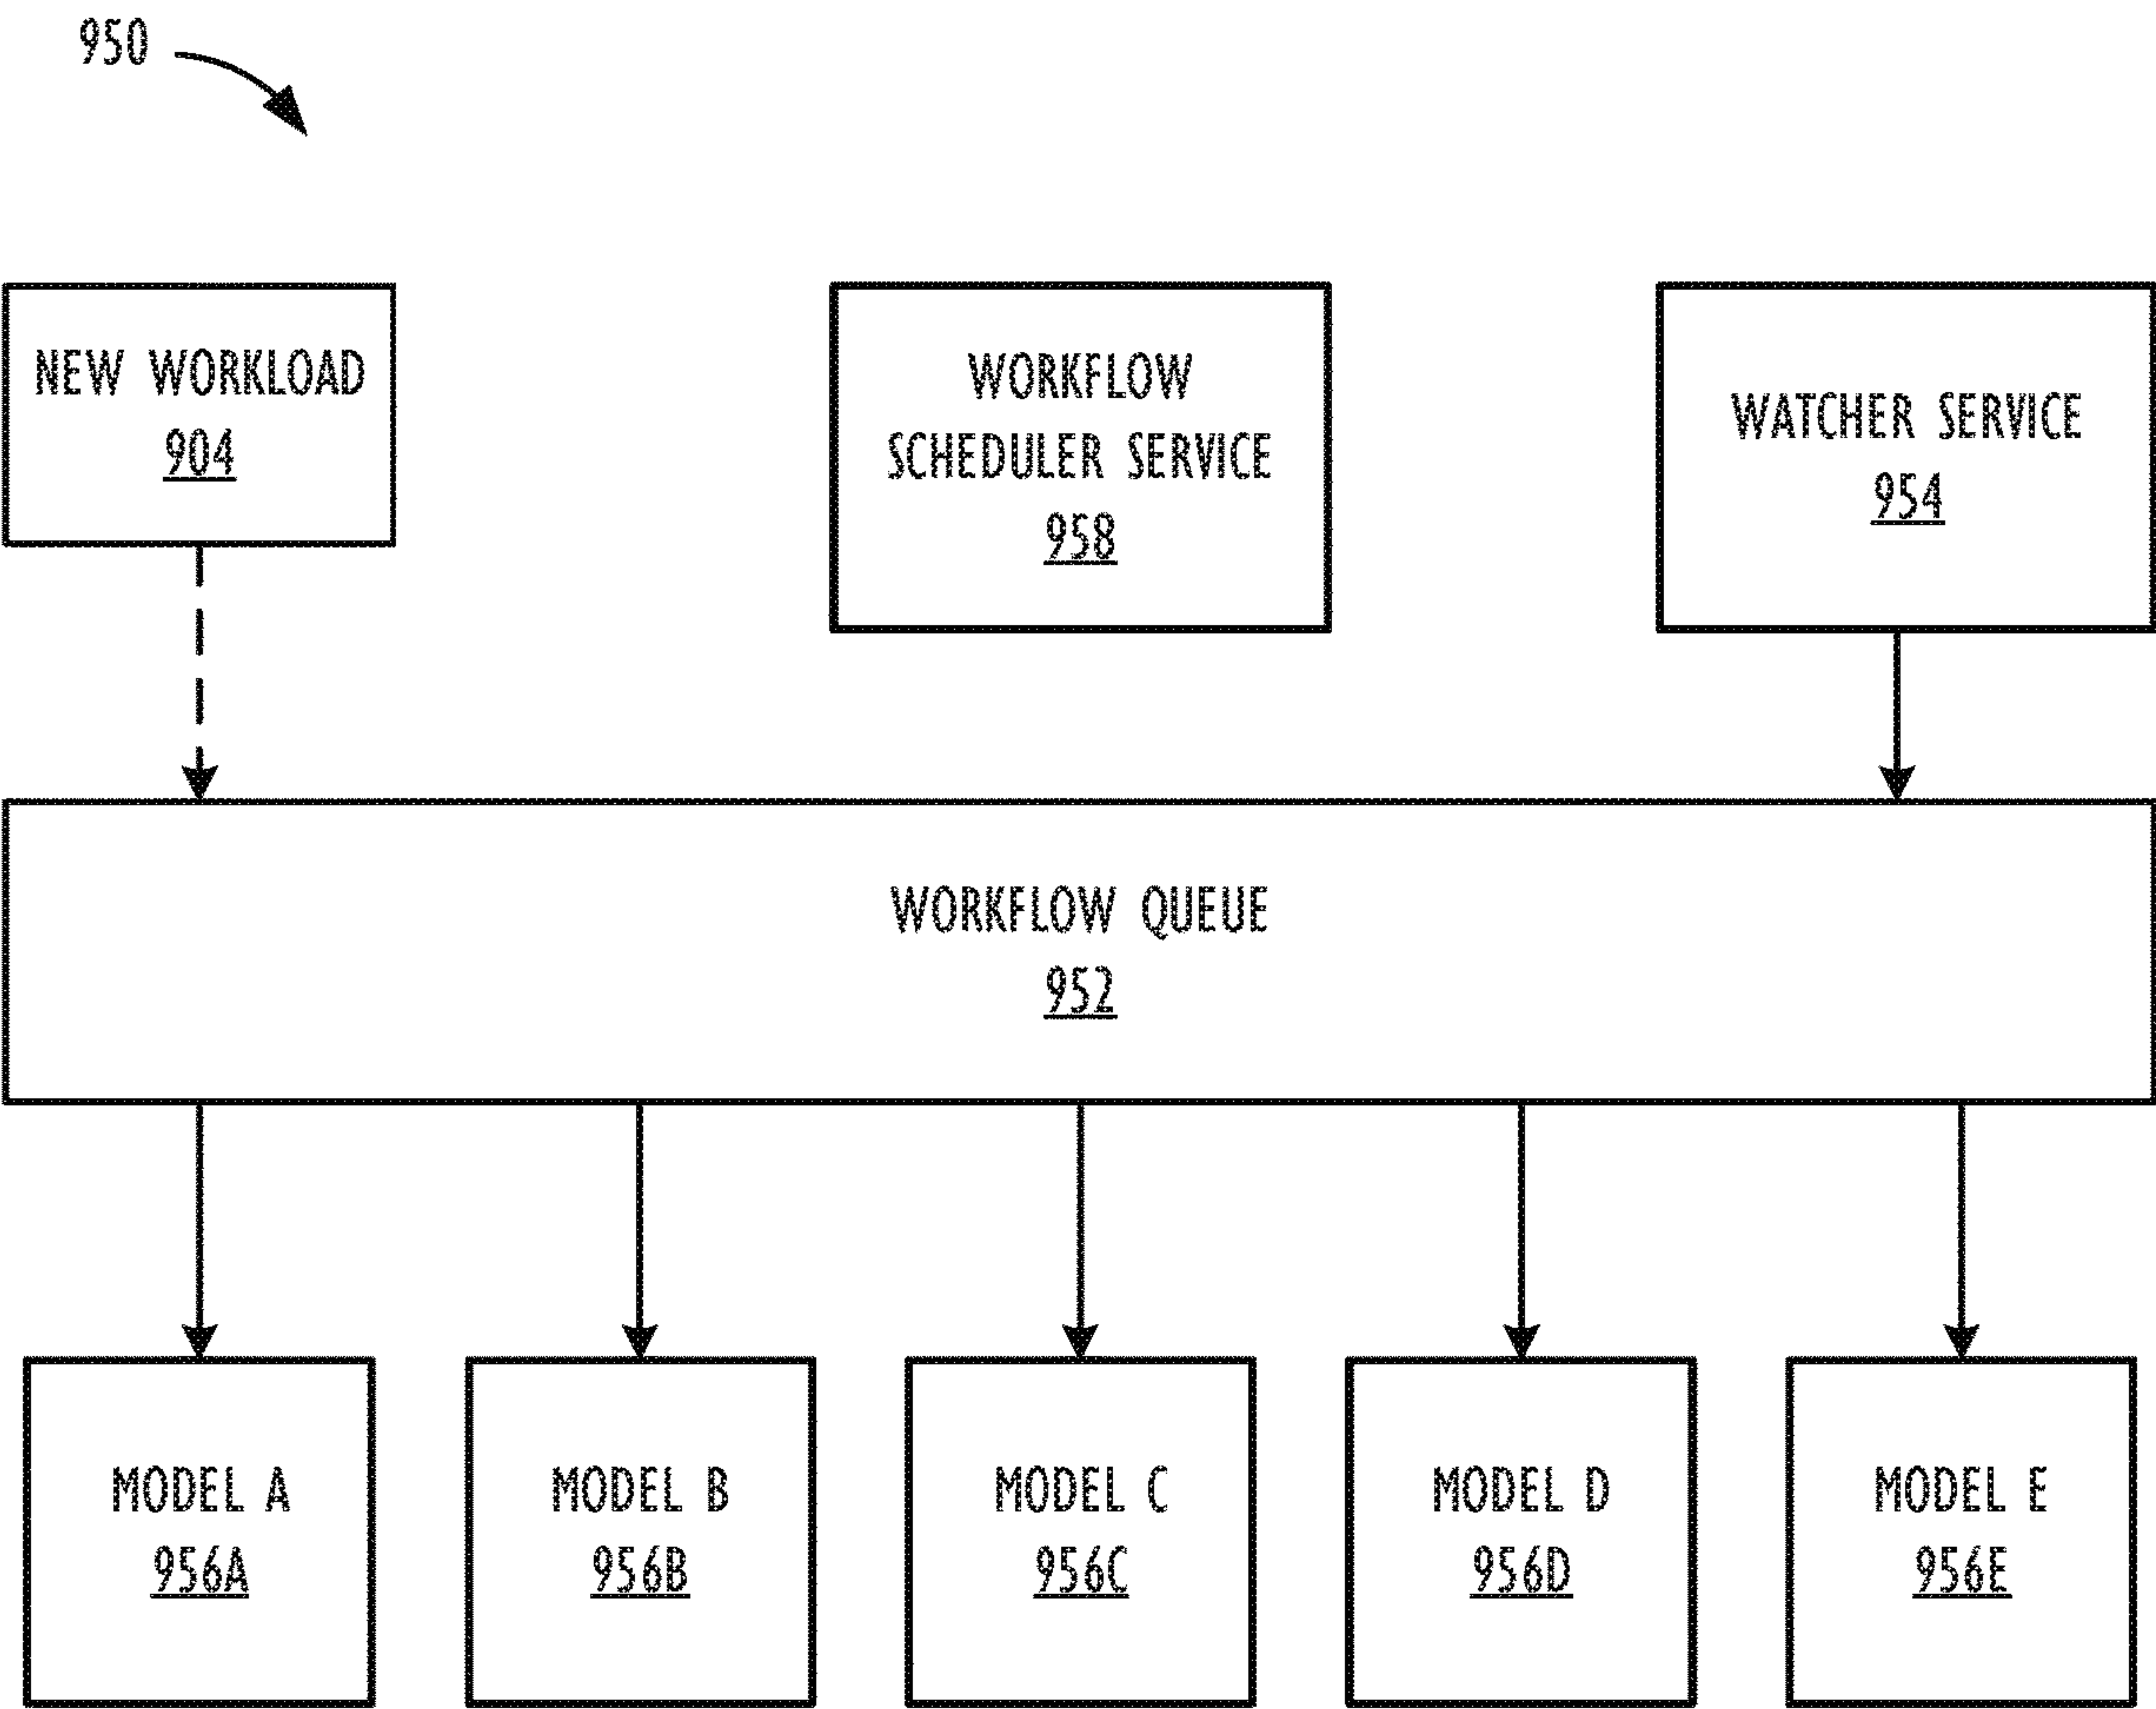 950
NEW WORKLOAD
904
WORKFLOW
SCHEDULER SERVICE
958
WATCHER SERVICE
954
WORKFLOW QUEUE
952
MODEL A
956A
MODEL B
956B
MODEL C
956C
MODEL D
956D
MODEL E
956E